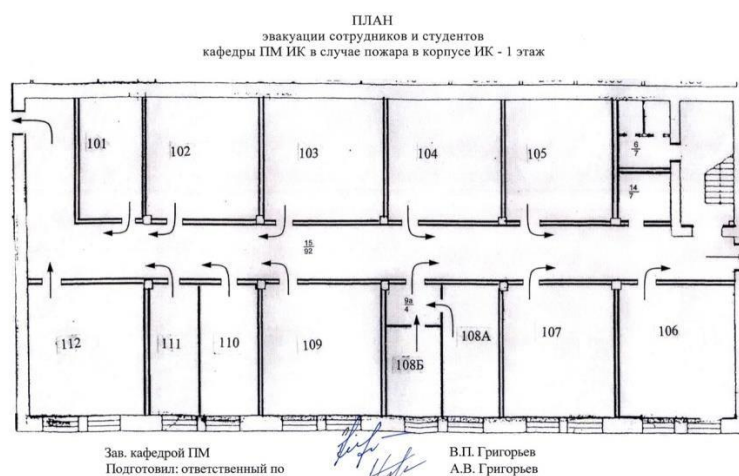 ПЛАН
эвакуации сотрудников и студентов
кафедры ПМ ИК в случае пожара в корпусе ИК - 1 этаж
101
102
103
104
105
6
7
14
7
15
92
9а
4
112
111
110
109
108Б
108А
107
106
Зав. кафедрой ПМ
В.П. Григорьев
Подготовил: ответственный по
А.В. Григорьев